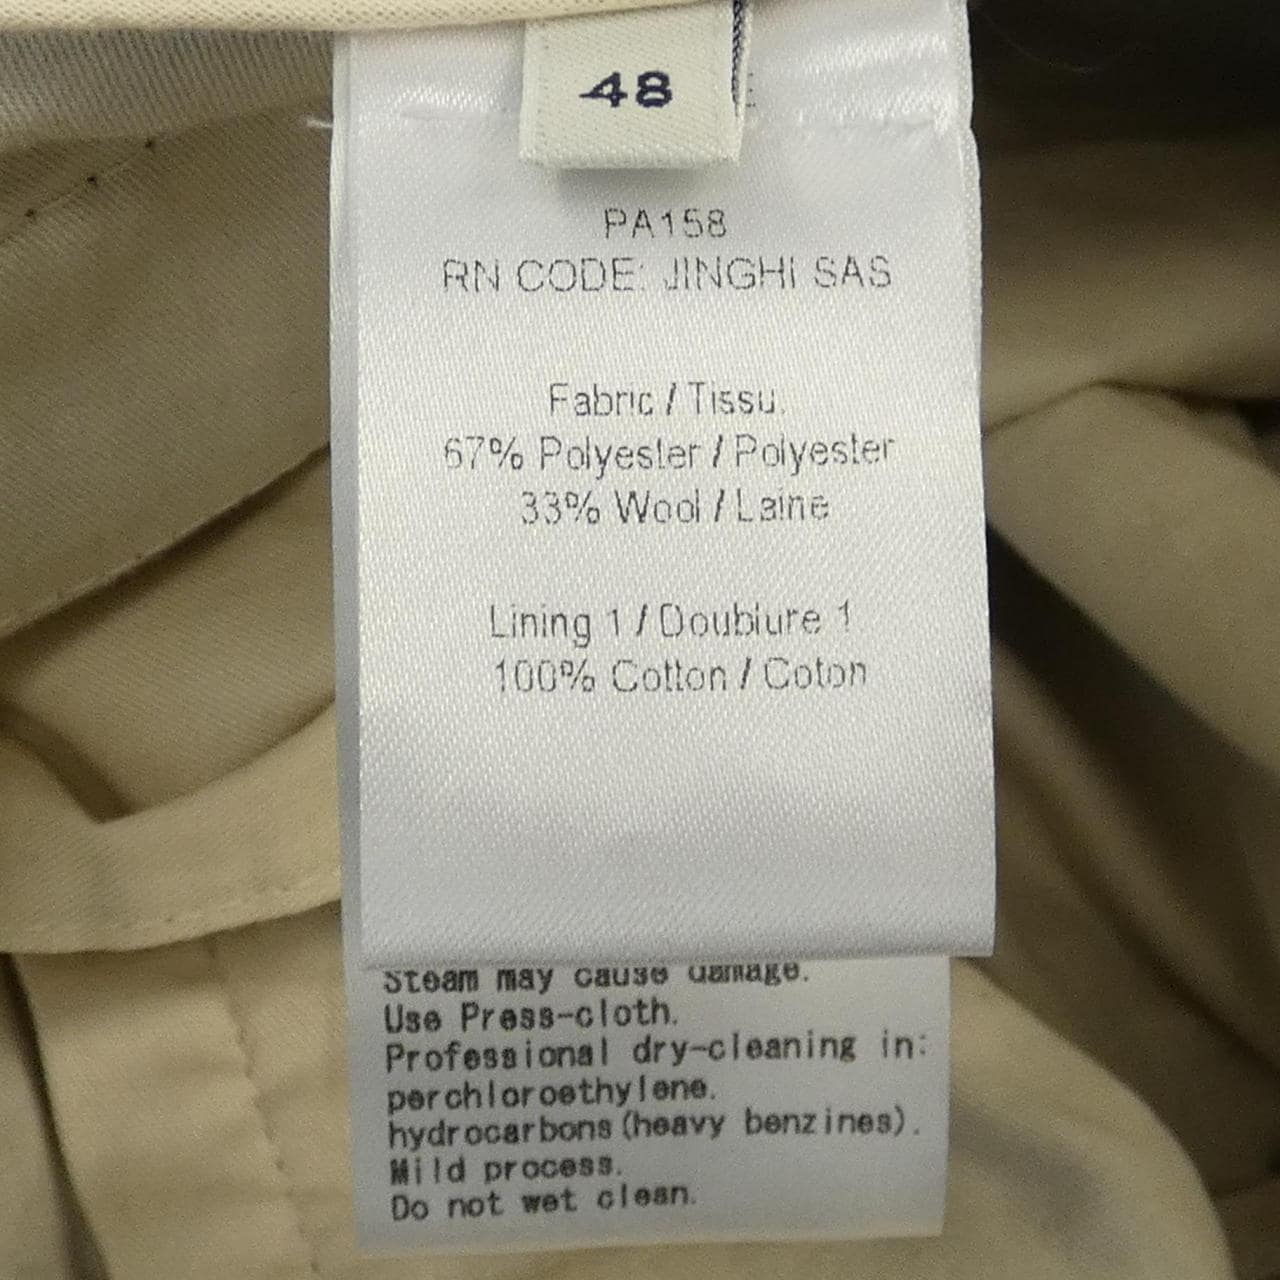 48
PA158
RN CODE: JINGHI SAS
Fabric / Tissu.
67% Polyester / Polyester
33% Wool / Laine
Lining 1 / Doublure 1
100% Cotton / Coton
Steam may cause damage.
Use Press-cloth.
Professional dry-cleaning in:
perchloroethylene.
hydrocarbons(heavy benzines).
Mild process.
Do not wet clean.